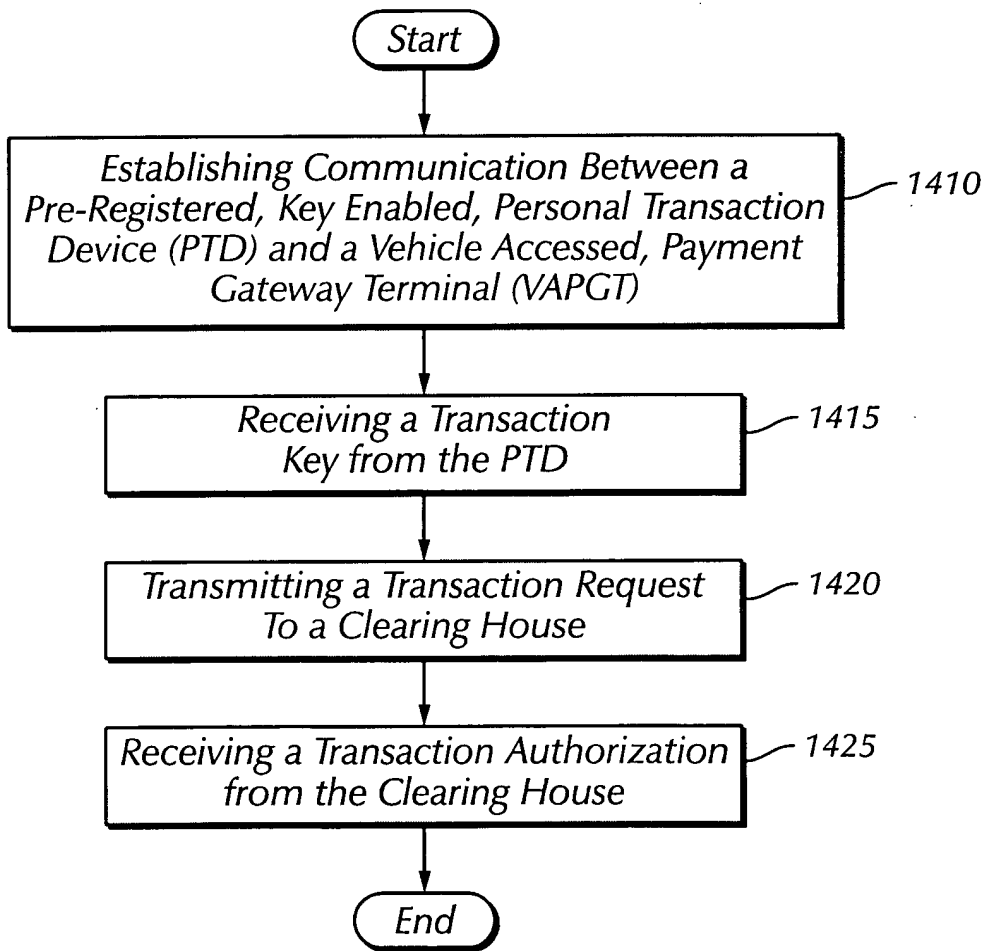 Start
Establishing Communication Between a
Pre-Registered, Key Enabled, Personal Transaction
Device (PTD) and a Vehicle Accessed, Payment
Gateway Terminal (VAPGT)
1410
Receiving a Transaction
Key from the PTD
1415
Transmitting a Transaction Request
To a Clearing House
1420
Receiving a Transaction Authorization
from the Clearing House
1425
End